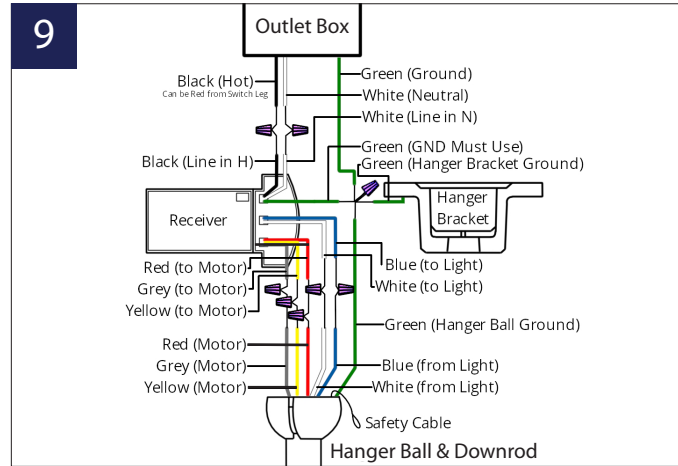 9
Outlet Box
Black (Hot)
Can be Red from Switch Leg
Green (Ground)
White (Neutral)
White (Line in N)
Green (GND Must Use)
Black (Line in H)
Green (Hanger Bracket Ground)
Receiver
Hanger
Bracket
Red (to Motor)
Grey (to Motor)
Yellow (to Motor)
Blue (to Light)
White (to Light)
Green (Hanger Ball Ground)
Red (Motor)
Grey (Motor)
Yellow (Motor)
Blue (from Light)
White (from Light)
Safety Cable
Hanger Ball & Downrod